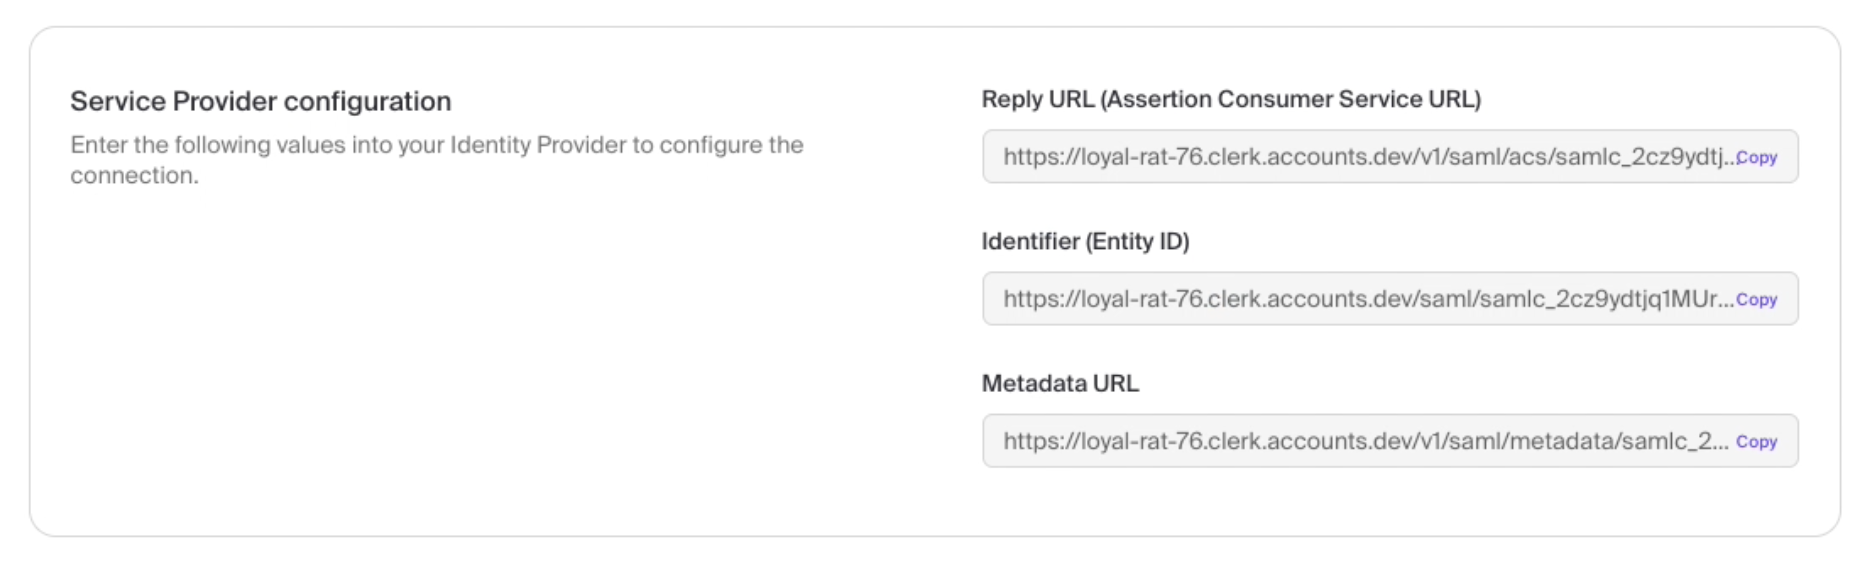 Service Provider configuration
Enter the following values into your Identity Provider to configure the
connection.
Reply URL (Assertion Consumer Service URL)
https://loyal-rat-76.clerk.accounts.dev/v1/saml/acs/samlc_2cz9ydtj... Copy
Identifier (Entity ID)
https://loyal-rat-76.clerk.accounts.dev/saml/samlc_2cz9ydtjq1MUr... Copy
Metadata URL
https://loyal-rat-76.clerk.accounts.dev/v1/saml/metadata/samlc_2... Copy